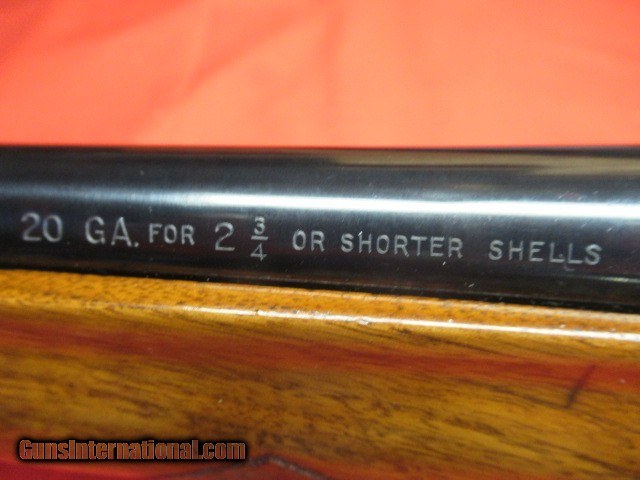 20 GA. FOR 2 3/4 OR SHORTER SHELLS
GunsInternational.com